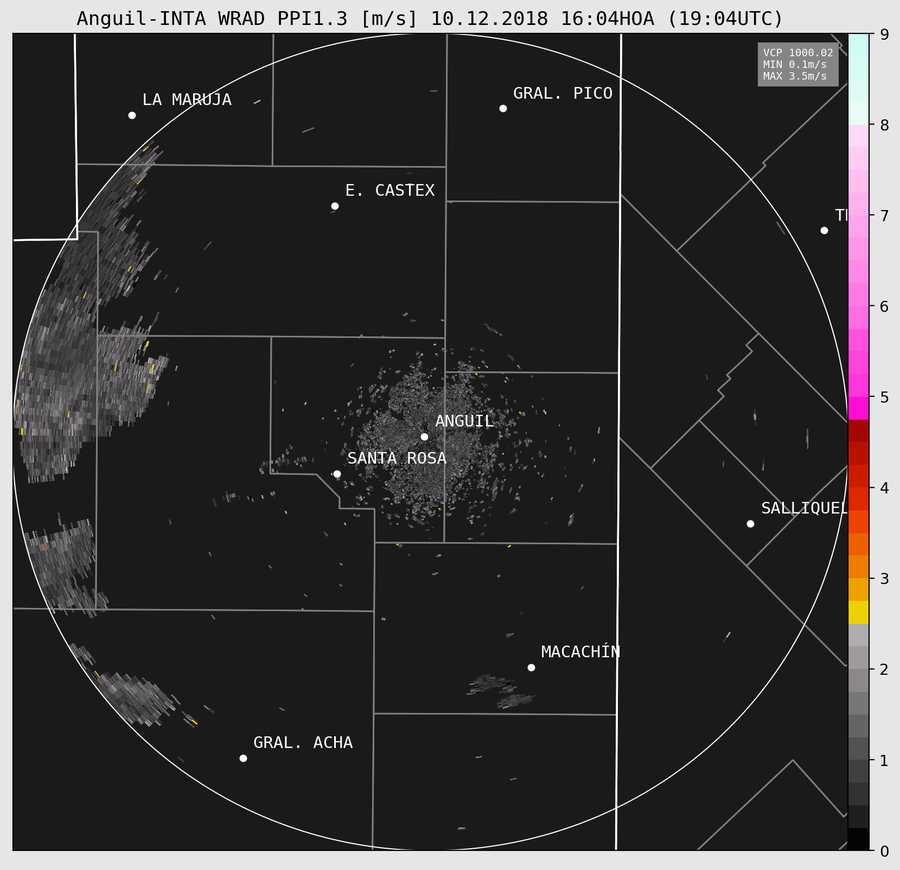 Anguil-INTA WRAD PPI1.3 [m/s] 10.12.2018 16:04HOA (19:04UTC)
VCP 1000.02
MIN 0.1m/s
MAX 3.5m/s
LA MARUJA
GRAL. PICO
E. CASTEX
ANGUIL
SANTA ROSA
SALLIQUEL
MACACHÍN
GRAL. ACHA
9
8
7
6
5
4
3
2
1
0